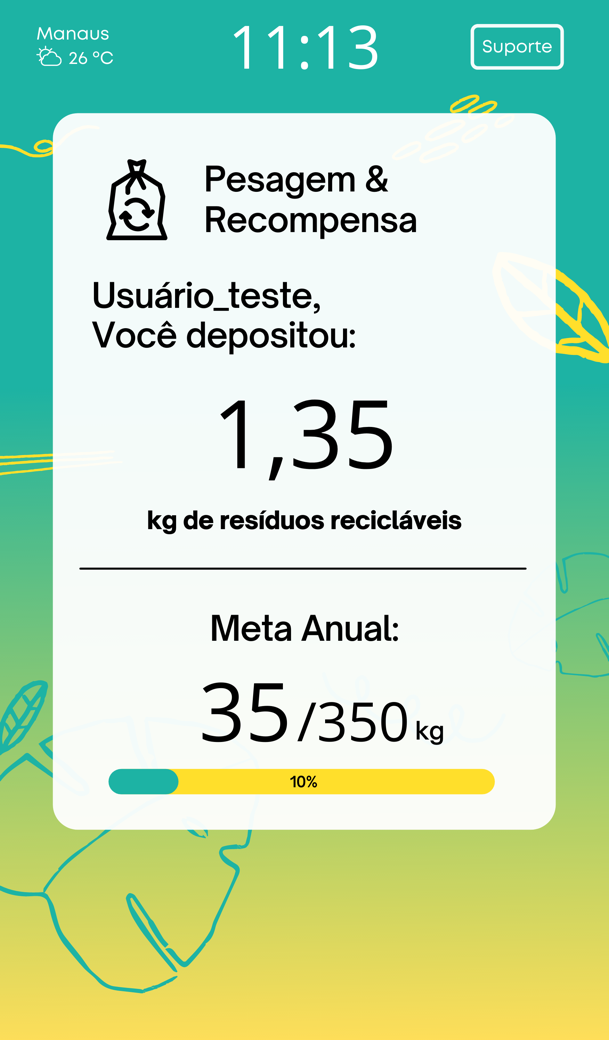 Manaus
26 °C
11:13
Suporte
Pesagem &
Recompensa
Usuário_teste,
Você depositou:
1,35
kg de resíduos recicláveis
Meta Anual:
35/350 kg
10%